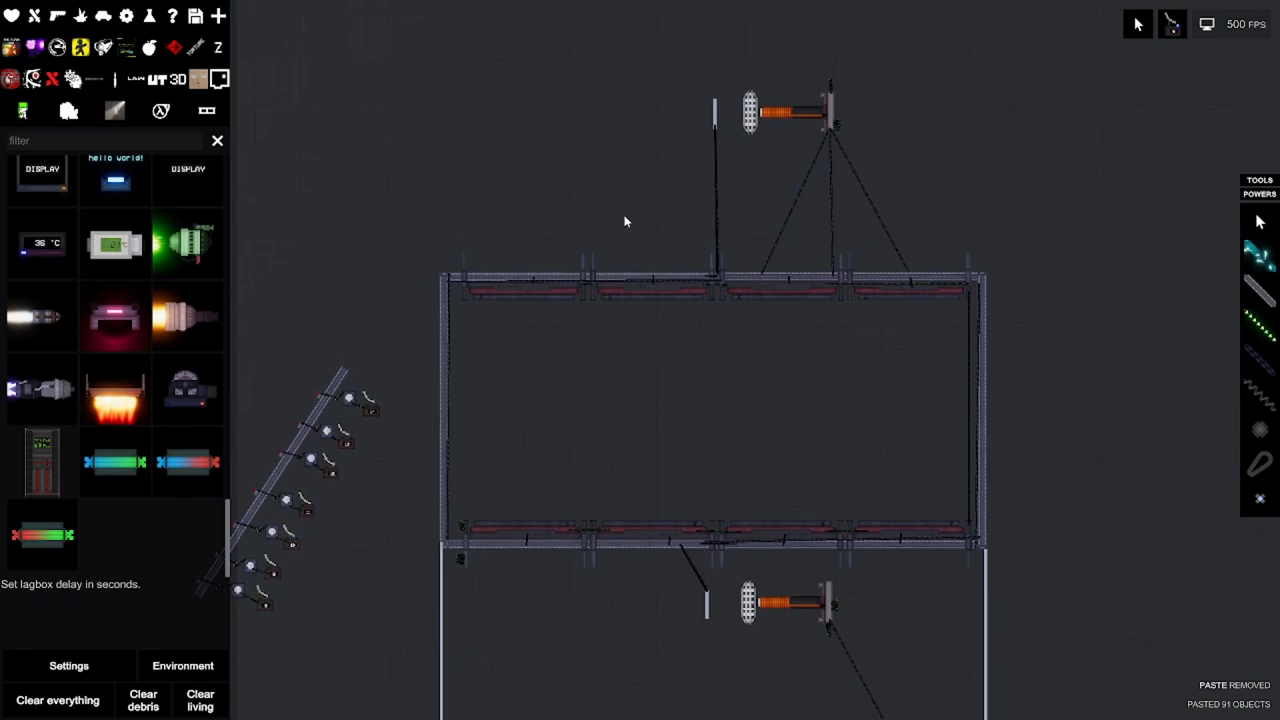 500 FPS
Z
LAW UT 3D
filter
DISPLAY
hello world!
DISPLAY
36 °C
TOOLS
POWERS
Set lagbox delay in seconds.
Settings
Environment
Clear everything
Clear debris
Clear living
PASTE REMOVED
PASTED 91 OBJECTS